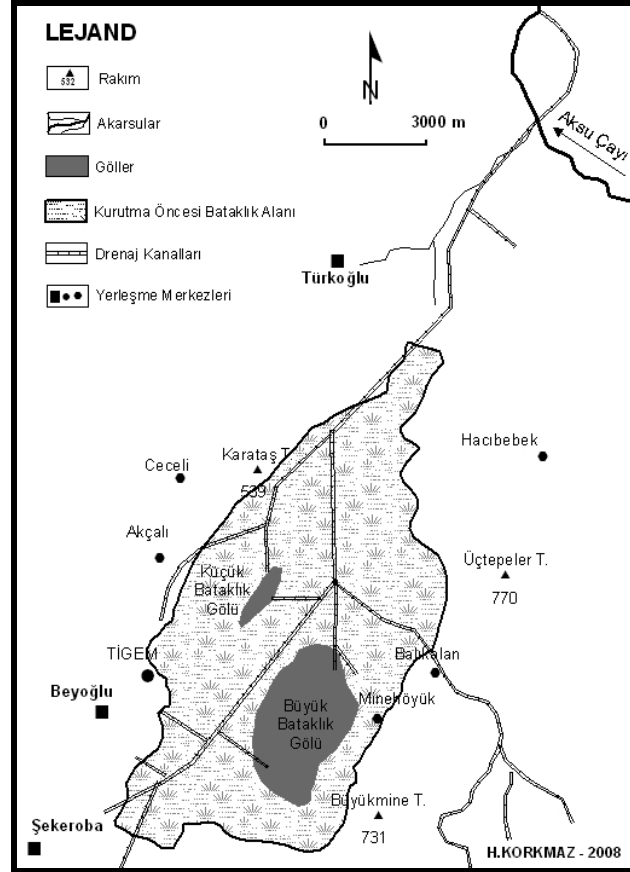 LEJAND
532
Rakım
Akarsular
Göller
Kurutma Öncesi Bataklık Alanı
Drenaj Kanalları
Yerleşme Merkezleri
N
0 3000 m
Aksu Çayı
Türkoğlu
Hacıbebek
Karataş T.
539
Ceceli
Akçalı
Üçtepeler T.
770
Küçük
Bataklık
Gölü
TİGEM
Balıkalan
Beyoğlu
Minehöyük
Büyük
Bataklık
Gölü
Büyükmine T.
731
Şekeroba
H.KORKMAZ - 2008